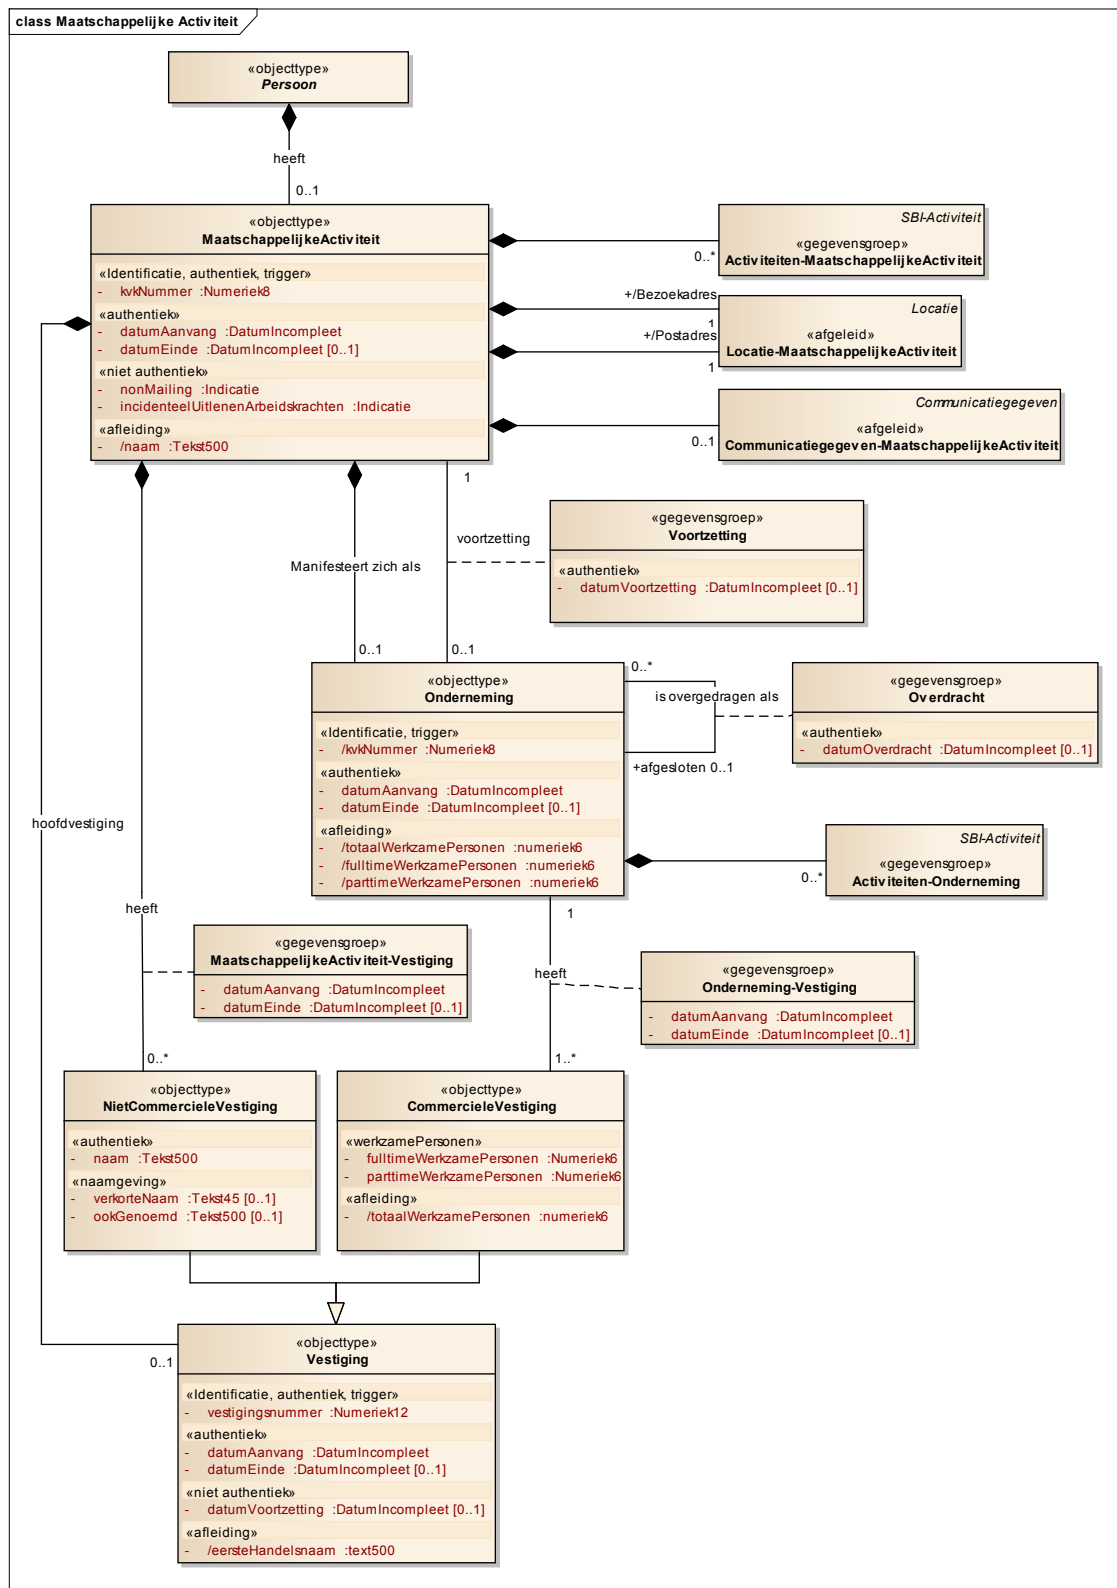 class Maatschappelijke Activiteit
«objecttype»
Persoon
heeft
0..1
«objecttype»
MaatschappelijkeActiviteit
«Identificatie, authentiek, trigger»
- kvkNummer :Numeriek8
«authentiek»
- datumAanvang :DatumIncompleet
- datumEinde :DatumIncompleet [0..1]
«niet authentiek»
- nonMailing :Indicatie
- incidenteelUitlenenArbeidskrachten :Indicatie
«afleiding»
- /naam :Tekst500
SBI-Activiteit
«gegevensgroep»
Activiteiten-MaatschappelijkeActiviteit
0..*
+/Bezoekadres
1
+/Postadres
1
Locatie
«afgeleid»
Locatie-MaatschappelijkeActiviteit
Communicatiegegeven
«afgeleid»
Communicatiegegeven-MaatschappelijkeActiviteit
0..1
1
voortzetting
«gegevensgroep»
Voortzetting
«authentiek»
- datumVoortzetting :DatumIncompleet [0..1]
Manifesteert zich als
0..1
0..1
«objecttype»
Onderneming
«Identificatie, trigger»
- /kvkNummer :Numeriek8
«authentiek»
- datumAanvang :DatumIncompleet
- datumEinde :DatumIncompleet [0..1]
«afleiding»
- /totaalWerkzamePersonen :numeriek6
- /fulltimeWerkzamePersonen :numeriek6
- /parttimeWerkzamePersonen :numeriek6
0..*
is overgedragen als
+afgesloten 0..1
«gegevensgroep»
Overdracht
«authentiek»
- datumOverdracht :DatumIncompleet [0..1]
SBI-Activiteit
«gegevensgroep»
Activiteiten-Onderneming
0..*
hoofdvestiging
heeft
«gegevensgroep»
MaatschappelijkeActiviteit-Vestiging
- datumAanvang :DatumIncompleet
- datumEinde :DatumIncompleet [0..1]
1
heeft
«gegevensgroep»
Onderneming-Vestiging
- datumAanvang :DatumIncompleet
- datumEinde :DatumIncompleet [0..1]
0..*
1..*
«objecttype»
NietCommercieleVestiging
«authentiek»
- naam :Tekst500
«naamgeving»
- verkorteNaam :Tekst45 [0..1]
- ookGenoemd :Tekst500 [0..1]
«objecttype»
CommercieleVestiging
«werkzamePersonen»
- fulltimeWerkzamePersonen :Numeriek6
- parttimeWerkzamePersonen :Numeriek6
«afleiding»
- /totaalWerkzamePersonen :numeriek6
0..1
«objecttype»
Vestiging
«Identificatie, authentiek, trigger»
- vestigingsnummer :Numeriek12
«authentiek»
- datumAanvang :DatumIncompleet
- datumEinde :DatumIncompleet [0..1]
«niet authentiek»
- datumVoortzetting :DatumIncompleet [0..1]
«afleiding»
- /eersteHandelsnaam :text500